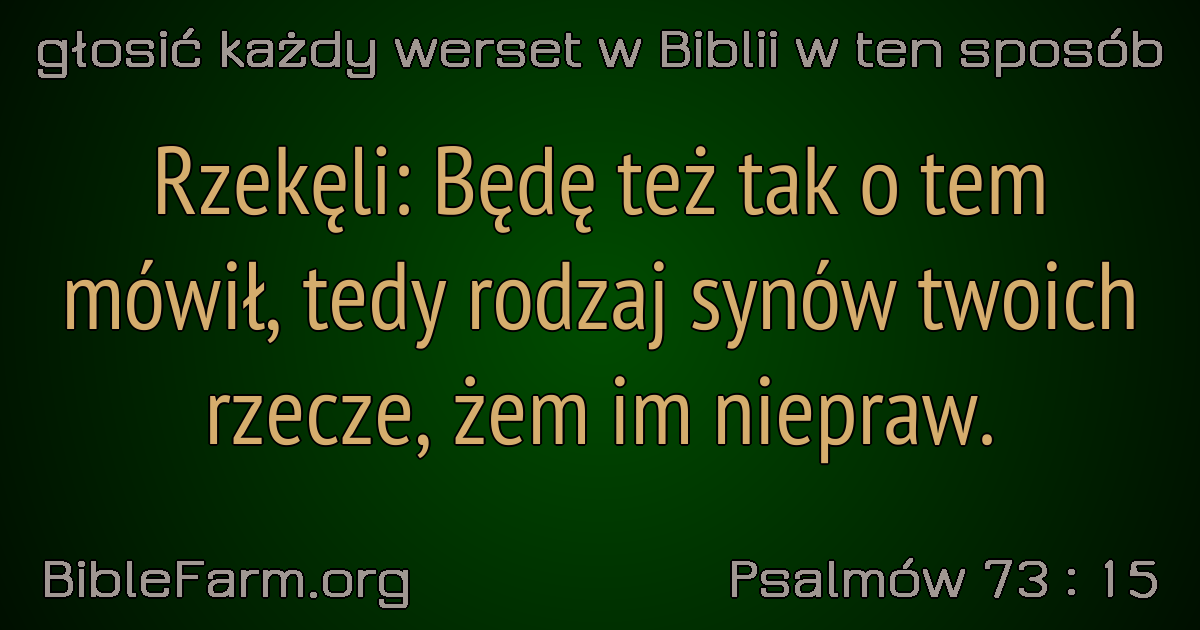 głosić każdy werset w Biblii w ten sposób
Rzekęli: Będę też tak o tem
mówił, tedy rodzaj synów twoich
rzecze, żem im niepraw.
BibleFarm.org
Psalmów 73 : 15